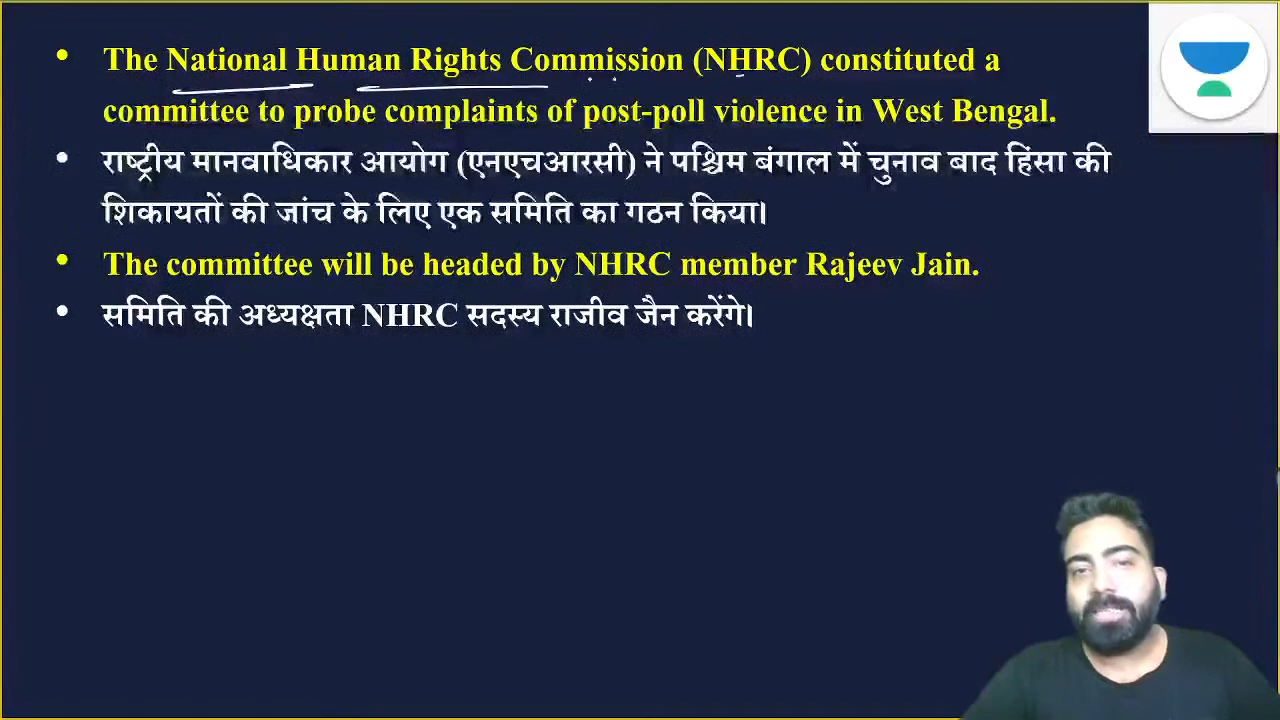 • The National Human Rights Commission (NHRC) constituted a
committee to probe complaints of post-poll violence in West Bengal.
• राष्ट्रीय मानवाधिकार आयोग (एनएचआरसी) ने पश्चिम बंगाल में चुनाव बाद हिंसा की
शिकायतों की जांच के लिए एक समिति का गठन किया।
• The committee will be headed by NHRC member Rajeev Jain.
• समिति की अध्यक्षता NHRC सदस्य राजीव जैन करेंगे।